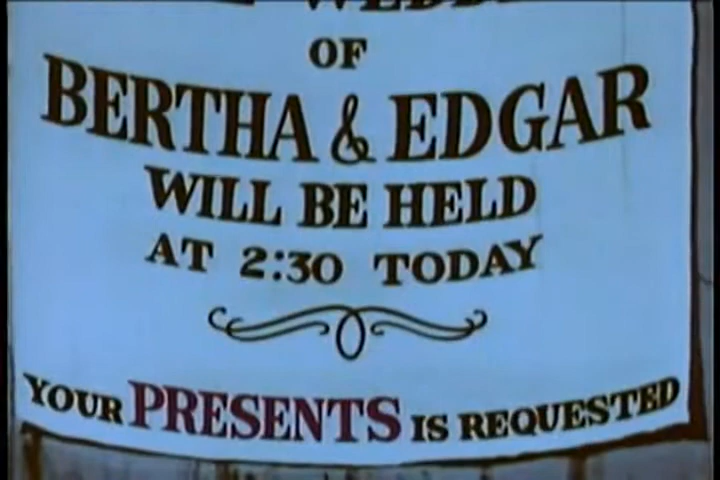 OF
BERTHA & EDGAR
WILL BE HELD
AT 2:30 TODAY
YOUR PRESENTS IS REQUESTED